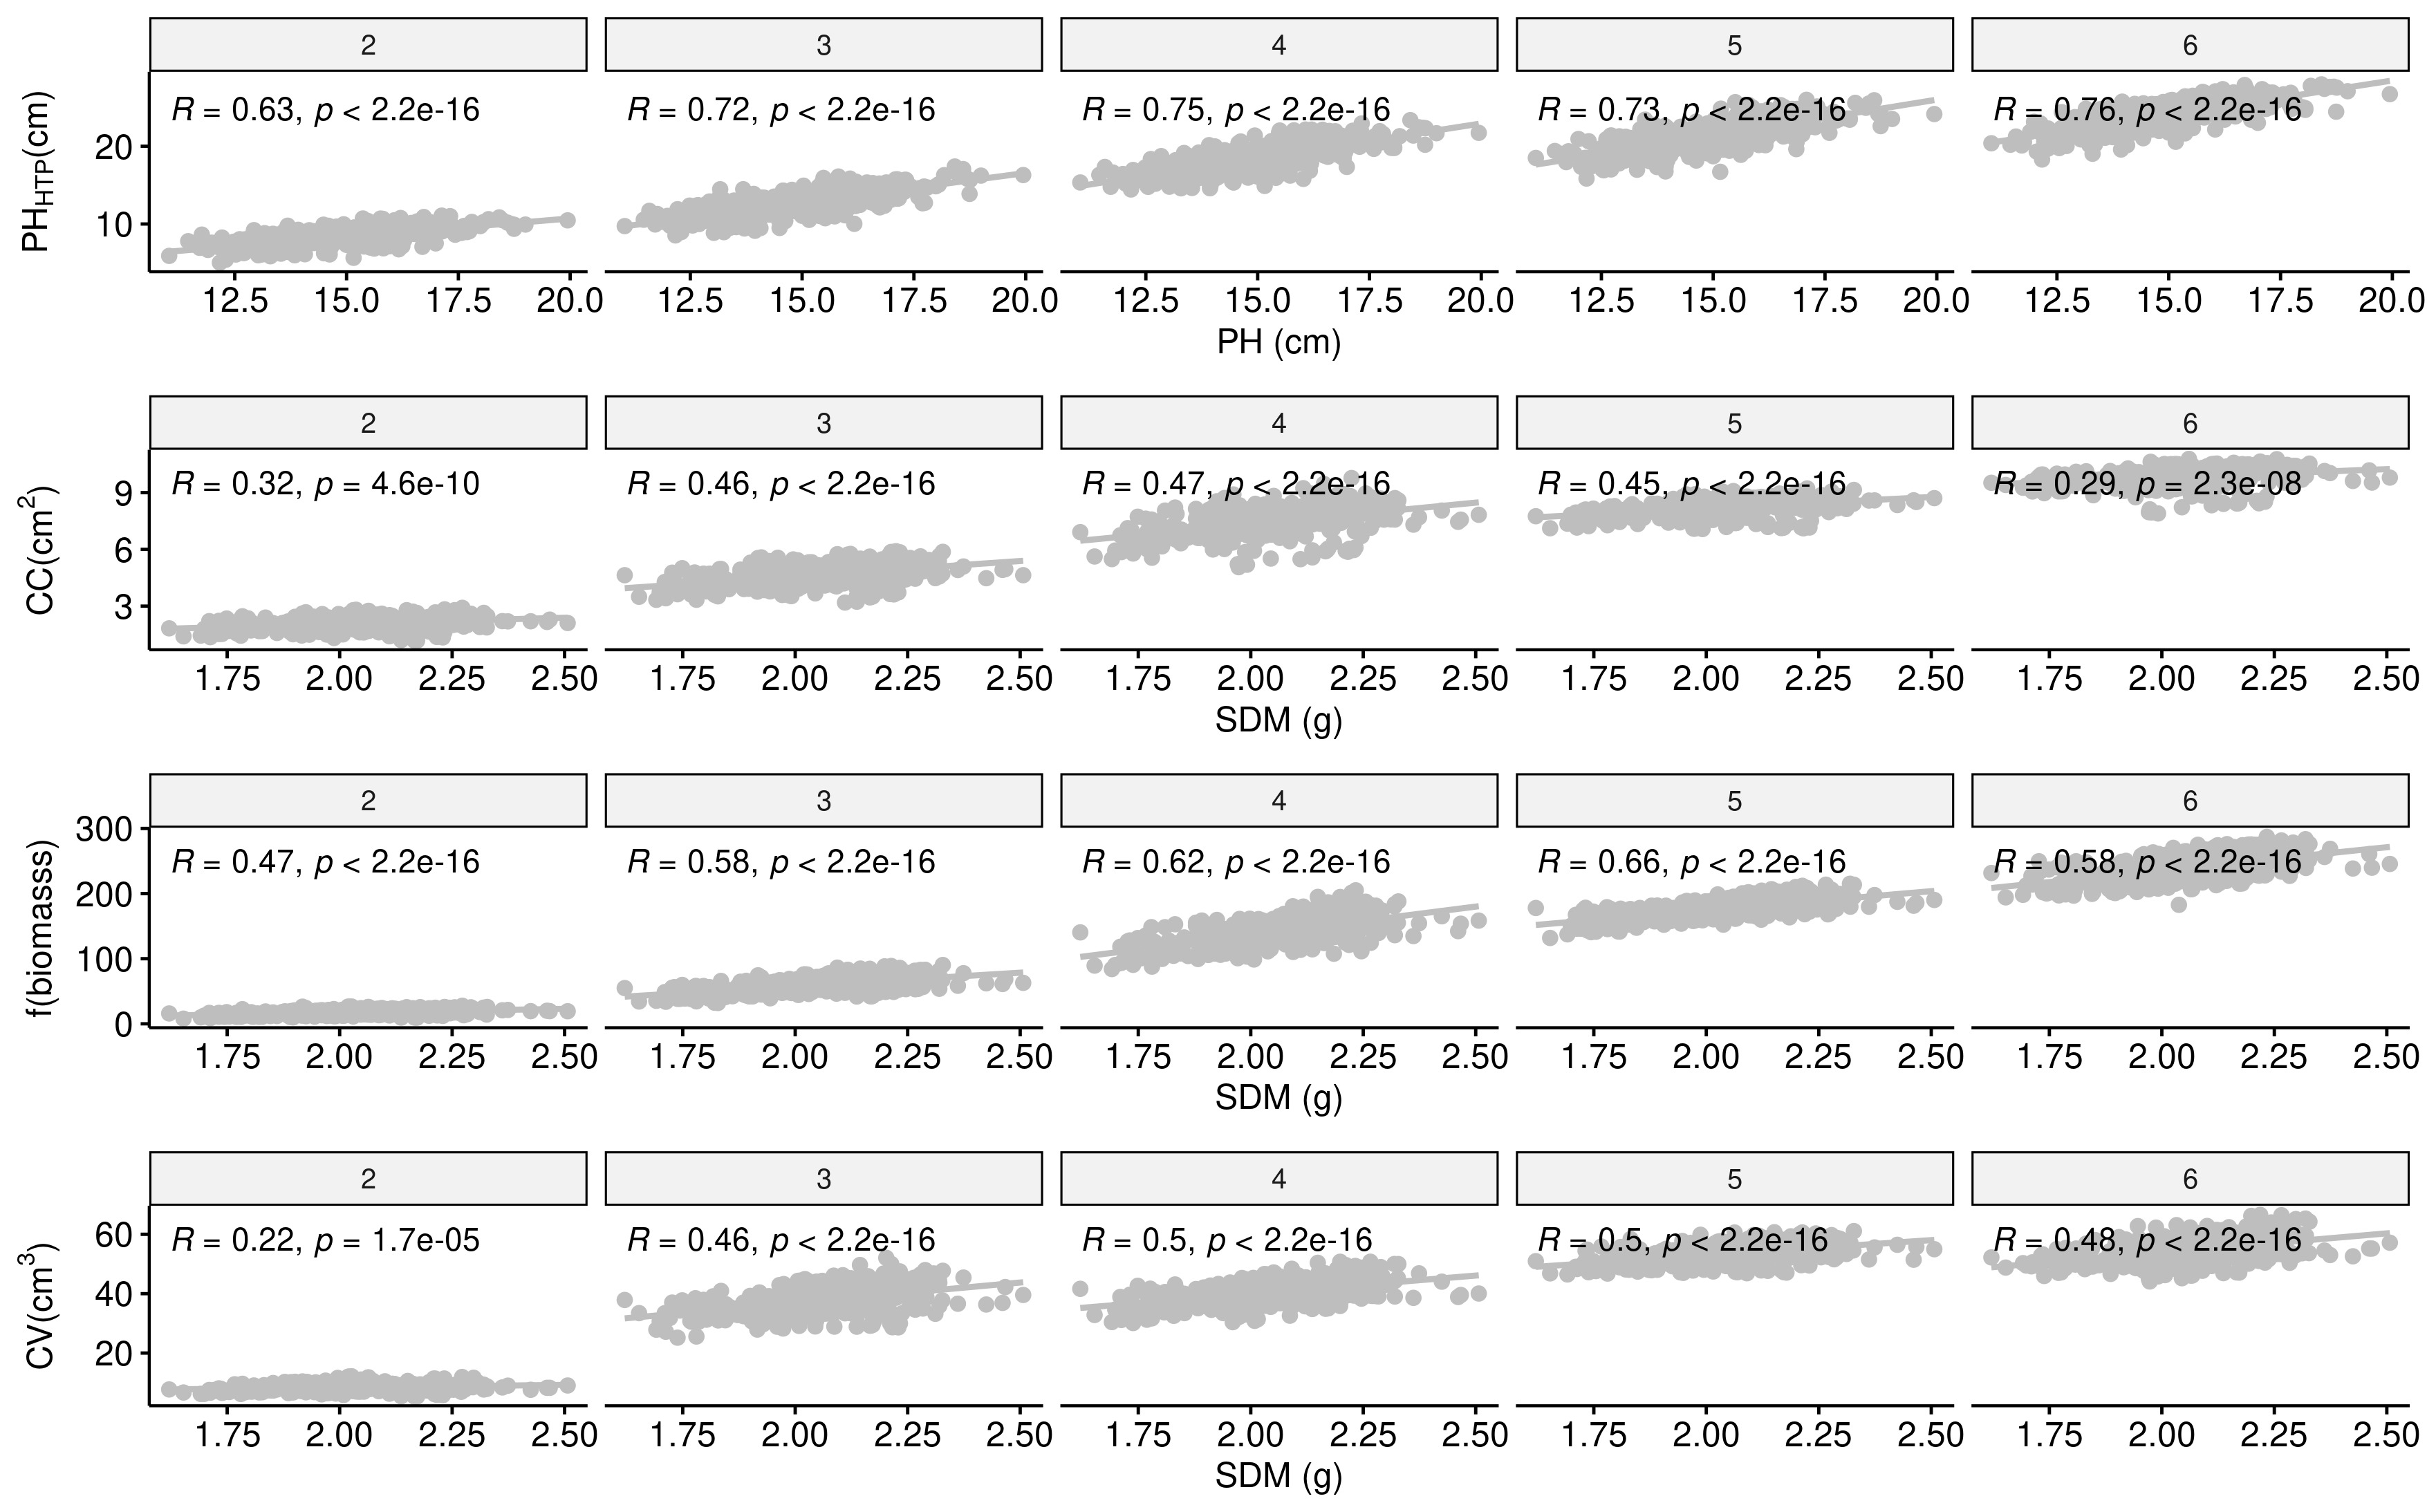 2 3 4 5 6
PHHTP(cm)
R = 0.63, p < 2.2e-16 R = 0.72, p < 2.2e-16 R = 0.75, p < 2.2e-16 R = 0.73, p < 2.2e-16 R = 0.76, p < 2.2e-16
20
10
12.5 15.0 17.5 20.0 12.5 15.0 17.5 20.0 12.5 15.0 17.5 20.0 12.5 15.0 17.5 20.0 12.5 15.0 17.5 20.0
PH (cm)
2 3 4 5 6
CC(cm²)
R = 0.32, p = 4.6e-10 R = 0.46, p < 2.2e-16 R = 0.47, p < 2.2e-16 R = 0.45, p < 2.2e-16 R = 0.29, p = 2.3e-08
9
6
3
1.75 2.00 2.25 2.50 1.75 2.00 2.25 2.50 1.75 2.00 2.25 2.50 1.75 2.00 2.25 2.50 1.75 2.00 2.25 2.50
SDM (g)
2 3 4 5 6
f(biomasss)
300
R = 0.47, p < 2.2e-16 R = 0.58, p < 2.2e-16 R = 0.62, p < 2.2e-16 R = 0.66, p < 2.2e-16 R = 0.58, p < 2.2e-16
200
100
0
1.75 2.00 2.25 2.50 1.75 2.00 2.25 2.50 1.75 2.00 2.25 2.50 1.75 2.00 2.25 2.50 1.75 2.00 2.25 2.50
SDM (g)
2 3 4 5 6
CV(cm³)
60
R = 0.22, p = 1.7e-05 R = 0.46, p < 2.2e-16 R = 0.5, p < 2.2e-16 R = 0.5, p < 2.2e-16 R = 0.48, p < 2.2e-16
40
20
1.75 2.00 2.25 2.50 1.75 2.00 2.25 2.50 1.75 2.00 2.25 2.50 1.75 2.00 2.25 2.50 1.75 2.00 2.25 2.50
SDM (g)